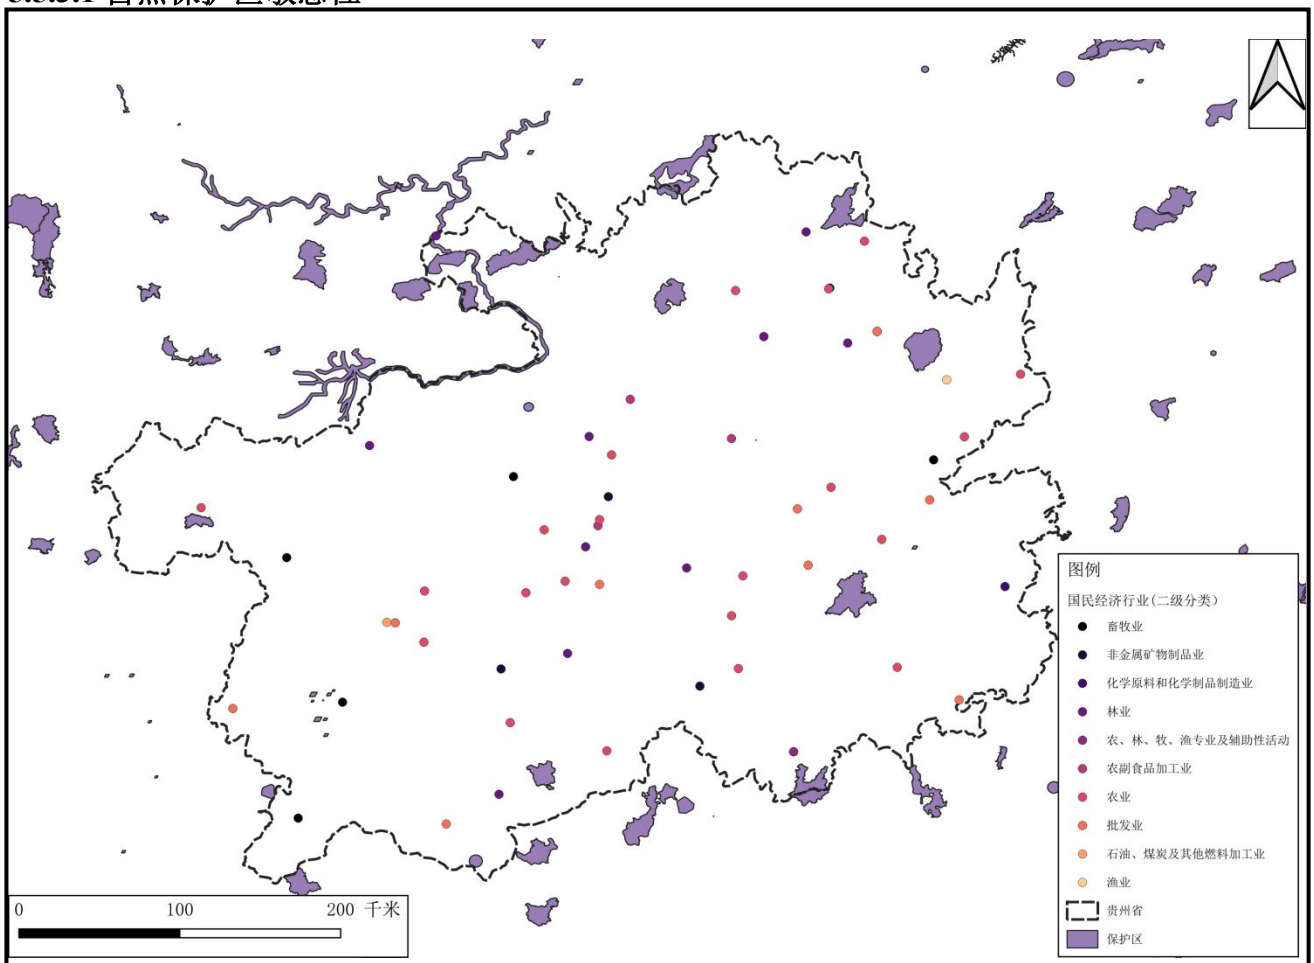 图例
国民经济行业(二级分类)
畜牧业
非金属矿物制品业
化学原料和化学制品制造业
林业
农、林、牧、渔专业及辅助性活动
农副食品加工业
农业
批发业
石油、煤炭及其他燃料加工业
渔业
贵州省
保护区
0 100 200 千米